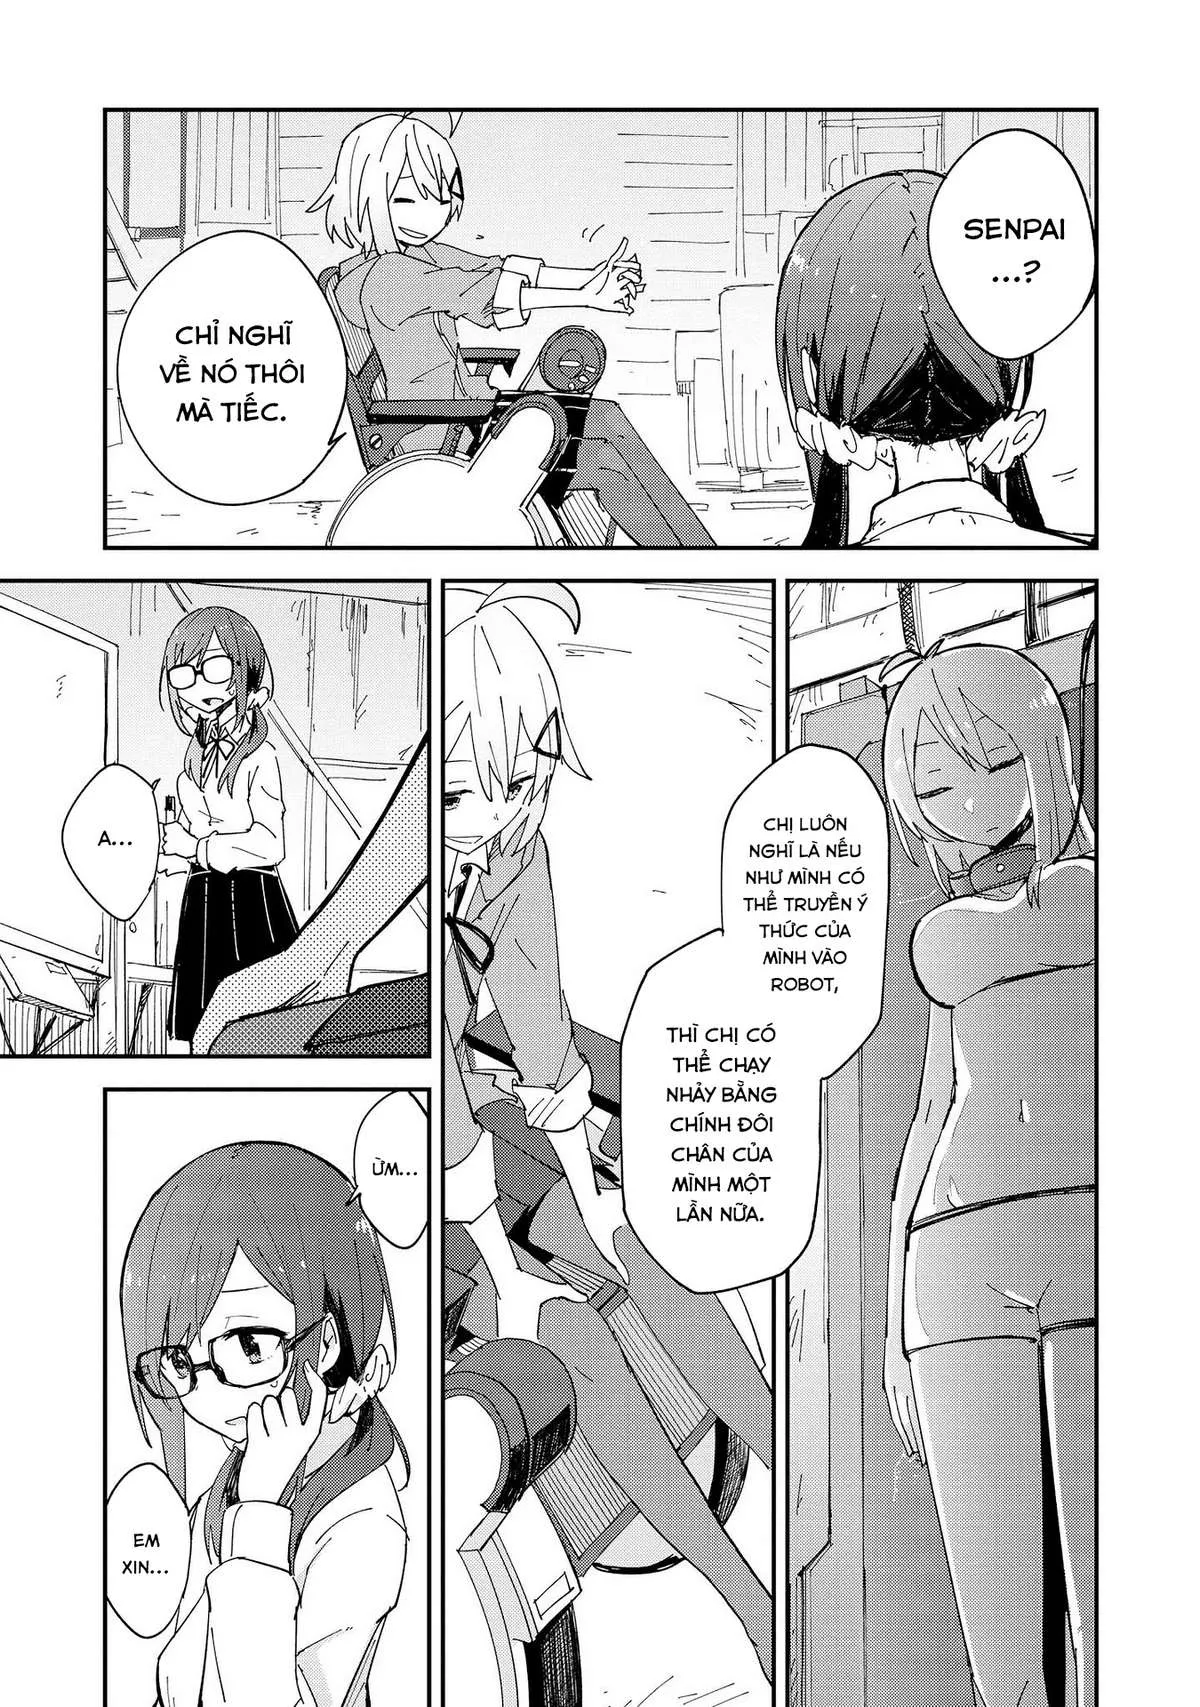 SENPAI
...?
CHỈ NGHĨ
VỀ NÓ THÔI
MÀ TIẾC.
CHỊ LUÔN
NGHĨ LÀ NẾU
NHƯ MÌNH CÓ
THỂ TRUYỀN Ý
THỨC CỦA
MÌNH VÀO
ROBOT,
THÌ CHỊ CÓ
THỂ CHẠY
NHẢY BẰNG
CHÍNH ĐÔI
CHÂN CỦA
MÌNH MỘT
LẦN NỮA.
A...
ỪM...
EM
XIN...